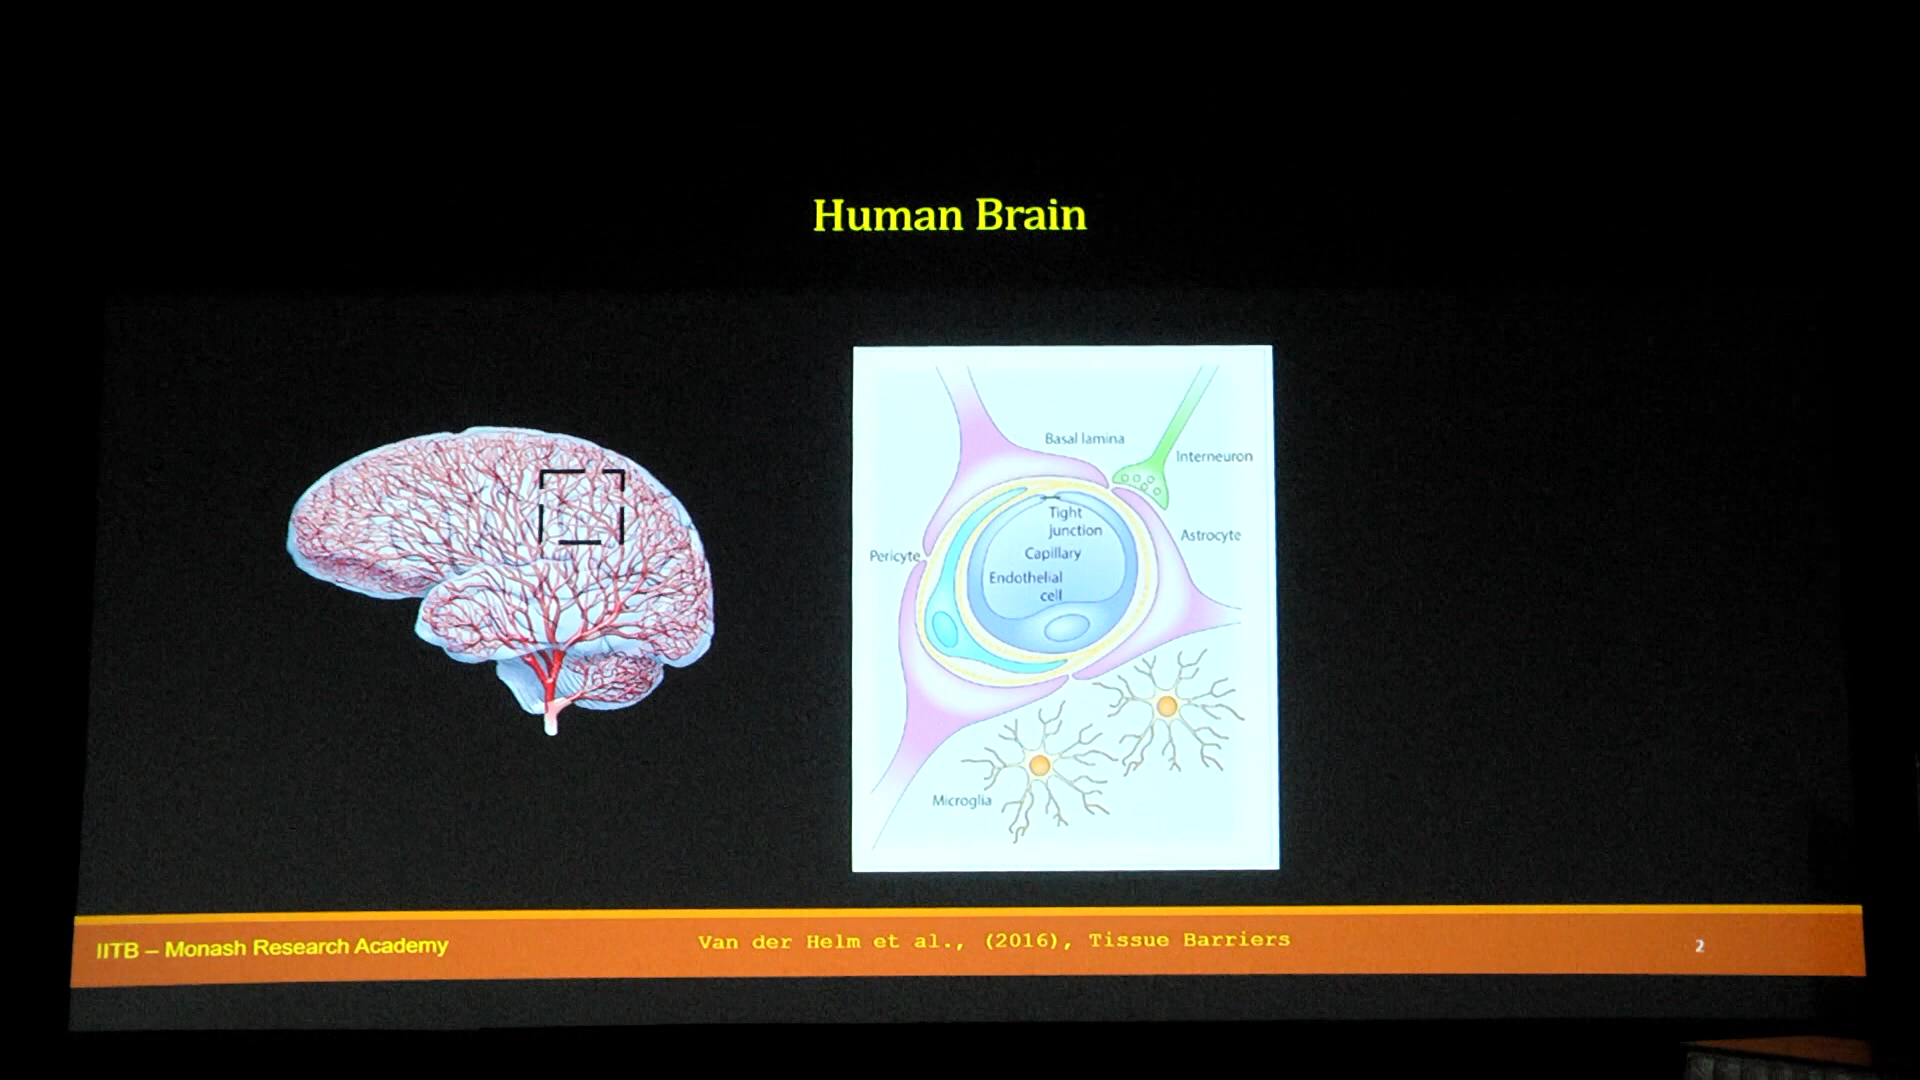 Human Brain
Basal lamina
Interneuron
Tight
junction
Astrocyte
Pericyte
Capillary
Endothelial
cell
Microglia
IITB – Monash Research Academy
Van der Helm et al., (2016), Tissue Barriers
2